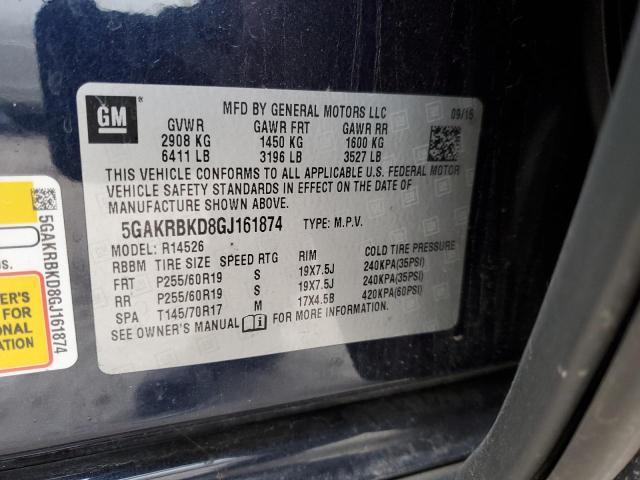 GM
MFD BY GENERAL MOTORS LLC
09/15
GVWR GAWR FRT GAWR RR
2908 KG 1450 KG 1600 KG
6411 LB 3196 LB 3527 LB
THIS VEHICLE CONFORMS TO ALL APPLICABLE U.S. FEDERAL MOTOR
VEHICLE SAFETY STANDARDS IN EFFECT ON THE DATE OF
MANUFACTURE SHOWN ABOVE.
5GAKRBKD8GJ161874 TYPE: M.P.V.
MODEL: R14526
RBBM TIRE SIZE SPEED RTG RIM COLD TIRE PRESSURE
FRT P255/60R19 S 19X7.5J 240KPA(35PSI)
RR P255/60R19 S 19X7.5J 240KPA(35PSI)
SPA T145/70R17 M 17X4.5B 420KPA(60PSI)
SEE OWNER'S MANUAL FOR MORE INFORMATION
5GAKRBKD8GJ161874
NS.
ER'S
FOR
ONAL
ATION